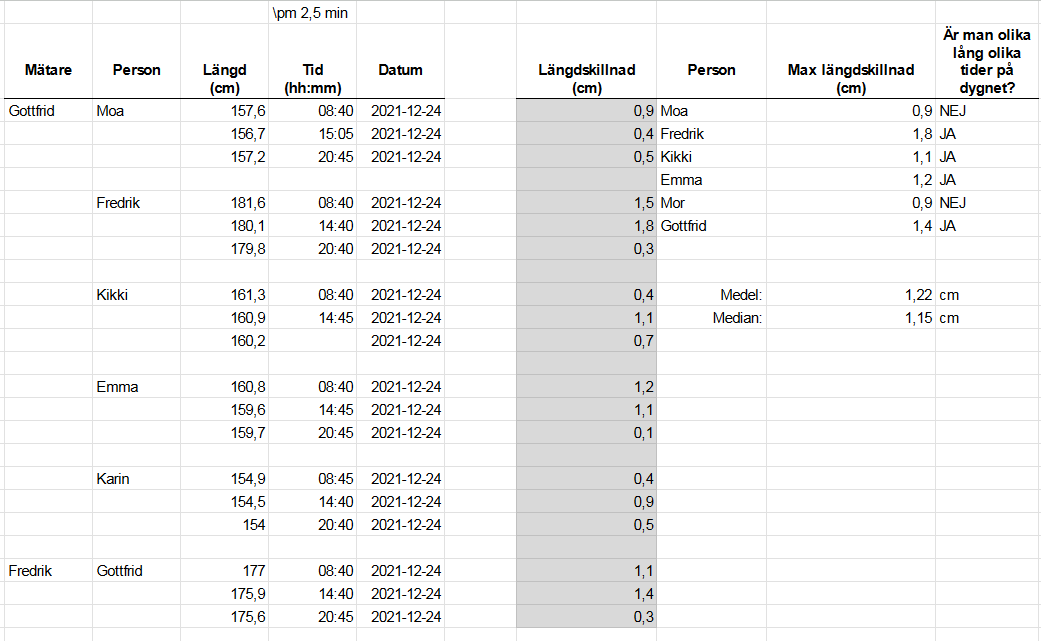 \pm 2,5 min
Mätare Person Längd (cm) Tid (hh:mm) Datum Längdskillnad (cm) Person Max längdskillnad (cm) Är man olika lång olika tider på dygnet?
Gottfrid Moa 157,6 08:40 2021-12-24 0,9 Moa 0,9 NEJ
156,7 15:05 2021-12-24 0,4 Fredrik 1,8 JA
157,2 20:45 2021-12-24 0,5 Kikki 1,1 JA
Emma 1,2 JA
Fredrik 181,6 08:40 2021-12-24 1,5 Mor 0,9 NEJ
180,1 14:40 2021-12-24 1,8 Gottfrid 1,4 JA
179,8 20:40 2021-12-24 0,3
Kikki 161,3 08:40 2021-12-24 0,4 Medel: 1,22 cm
160,9 14:45 2021-12-24 1,1 Median: 1,15 cm
160,2 2021-12-24 0,7
Emma 160,8 08:40 2021-12-24 1,2
159,6 14:45 2021-12-24 1,1
159,7 20:45 2021-12-24 0,1
Karin 154,9 08:45 2021-12-24 0,4
154,5 14:40 2021-12-24 0,9
154 20:40 2021-12-24 0,5
Fredrik Gottfrid 177 08:40 2021-12-24 1,1
175,9 14:40 2021-12-24 1,4
175,6 20:45 2021-12-24 0,3